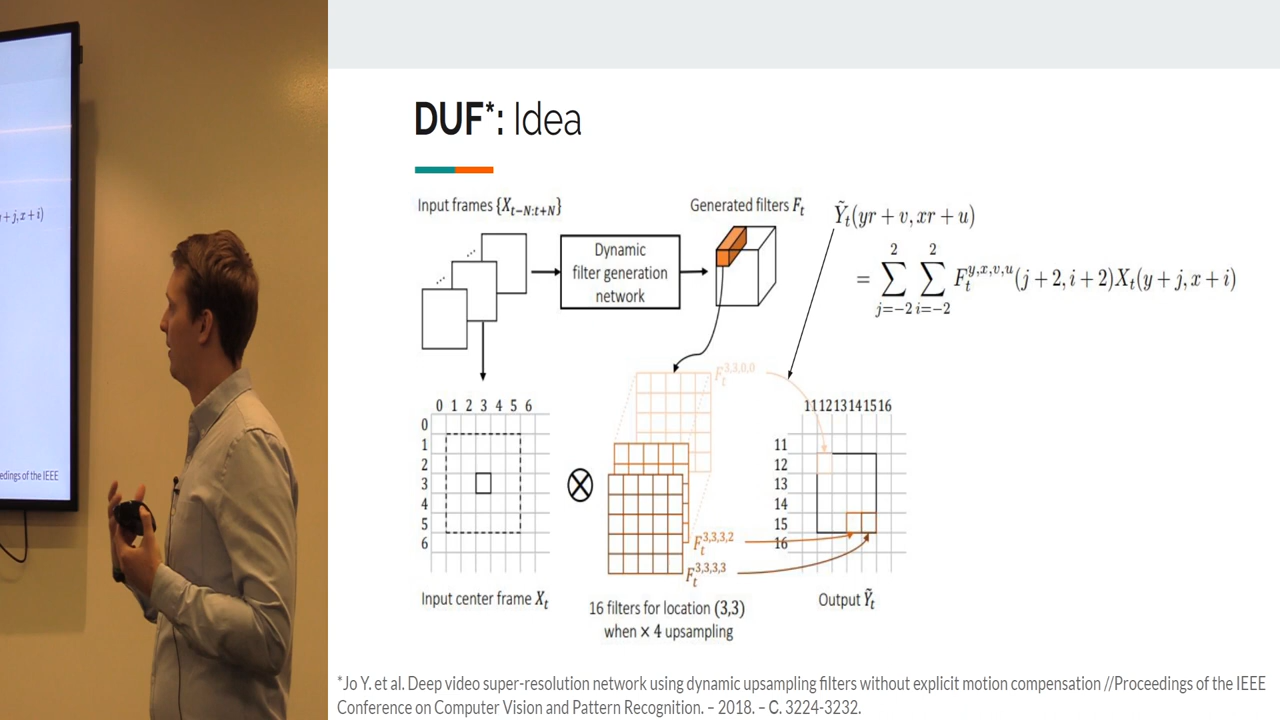 + j, x + i)
edings of the IEEE
DUF*: Idea
Input frames {X_{t−N:t+N}}
Generated filters F_t
Dynamic
filter generation
network
Ỹ_t(yr + v, xr + u)
= ∑_{j=−2}^{2} ∑_{i=−2}^{2} F_t^{y,x,v,u}(j + 2, i + 2)X_t(y + j, x + i)
0 1 2 3 4 5 6
0
1
2
3
4
5
6
Input center frame X_t
F_t^{3,3,0,0}
F_t^{3,3,3,2}
F_t^{3,3,3,3}
16 filters for location (3,3)
when × 4 upsampling
11 12 13 14 15 16
11
12
13
14
15
16
Output Ỹ_t
*Jo Y. et al. Deep video super-resolution network using dynamic upsampling filters without explicit motion compensation //Proceedings of the IEEE
Conference on Computer Vision and Pattern Recognition. – 2018. – С. 3224-3232.